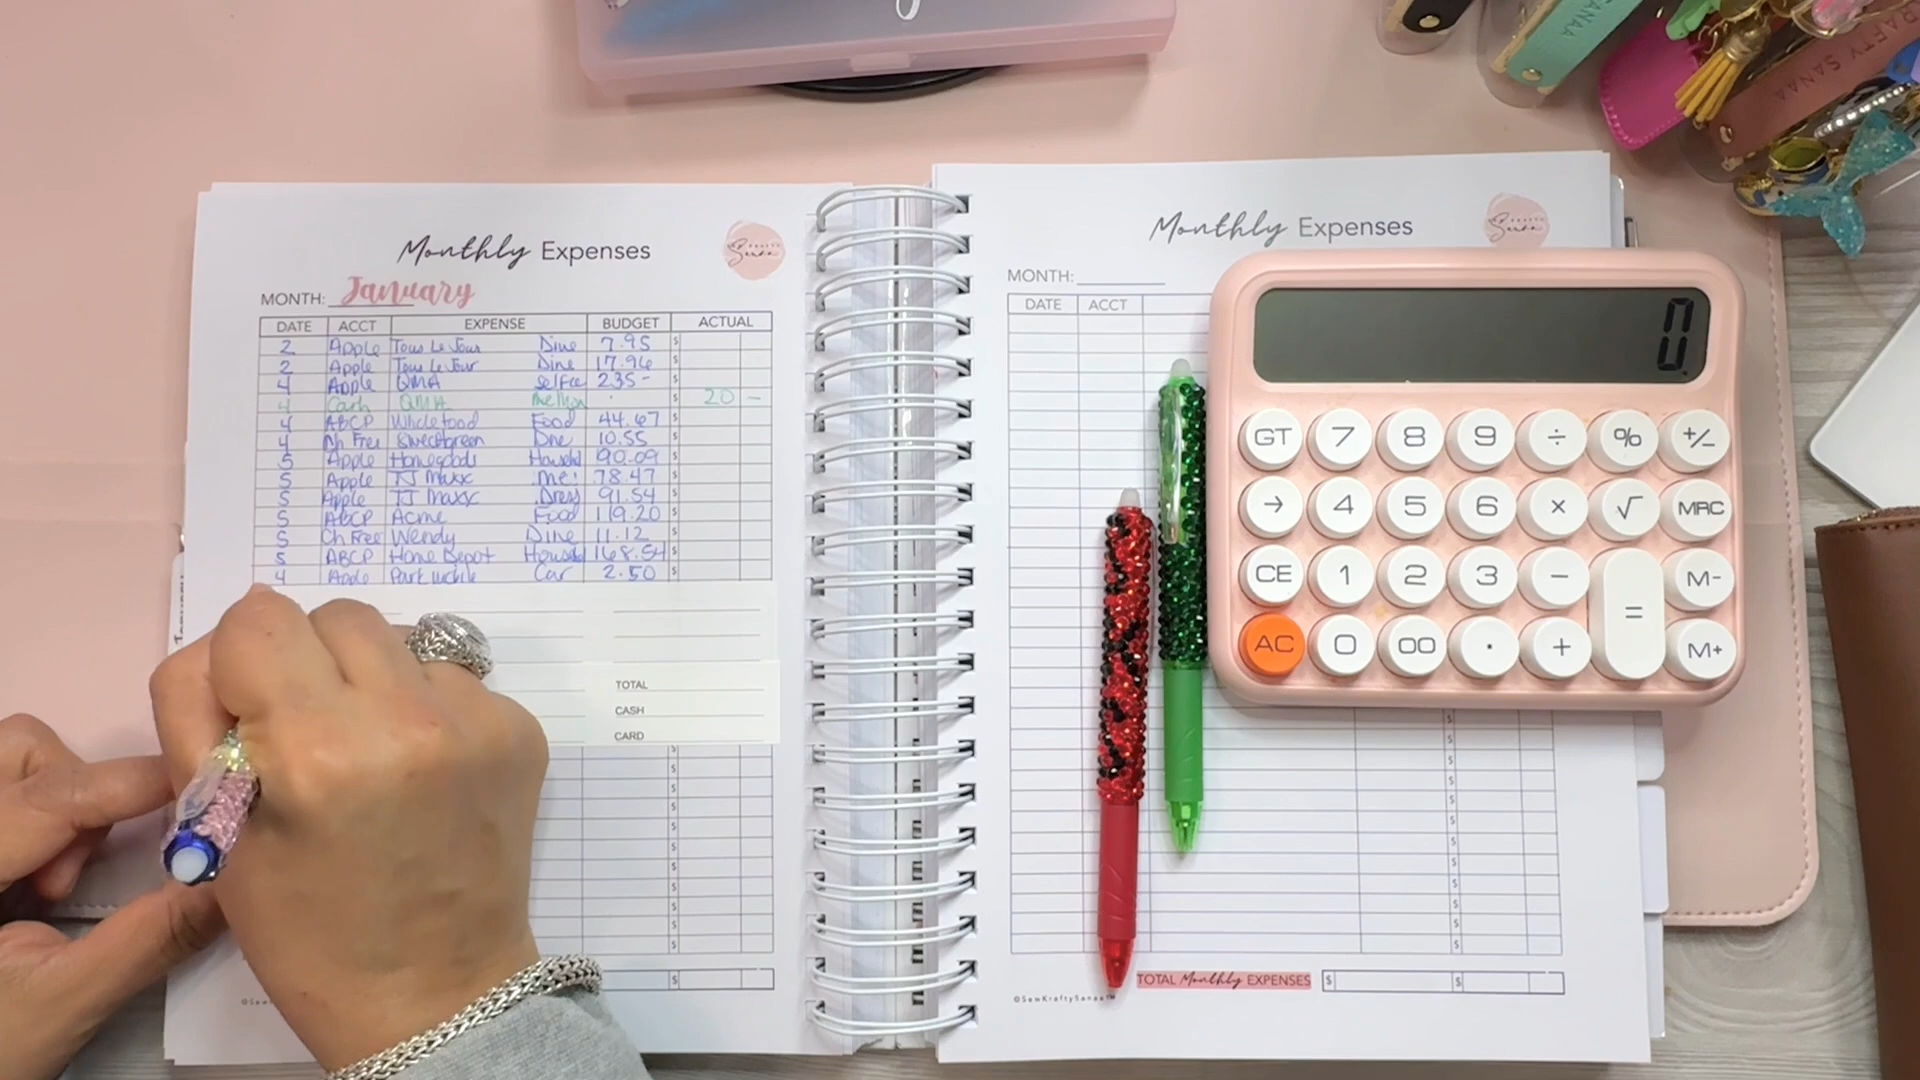 SANAA
RAFTY SANAA
Monthly Expenses
MONTH: January
DATE ACCT EXPENSE BUDGET ACTUAL
2 Apple Tous Le Jour Dine 7.95 $
2 Apple Tous Le Jour Dine 17.96 $
4 Apple QMA 235- $
4 Cash QMA 20 -
4 ABCP Wholefood Food 44.67 $
4 Ch Free Sweetgreen Dine 10.55 $
5 Apple Homegoods Househd 90.09 $
5 Apple TJ Maxx me! 78.47 $
5 Apple TJ Maxx Dress 91.54 $
5 ABCP Acme Food 119.20 $
5 Ch Free Wendy Dine 11.12 $
5 ABCP Home Depot 168.54 $
4 Apple Park Mobile Car 2.50 $
TOTAL
CASH
CARD
Monthly Expenses
MONTH:
DATE ACCT
©SewKraftySanaa™
TOTAL Monthly EXPENSES $ $
0.
GT 7 8 9 ÷ % +/−
→ 4 5 6 × √ MRC
CE 1 2 3 − M-
AC 0 00 . + = M+